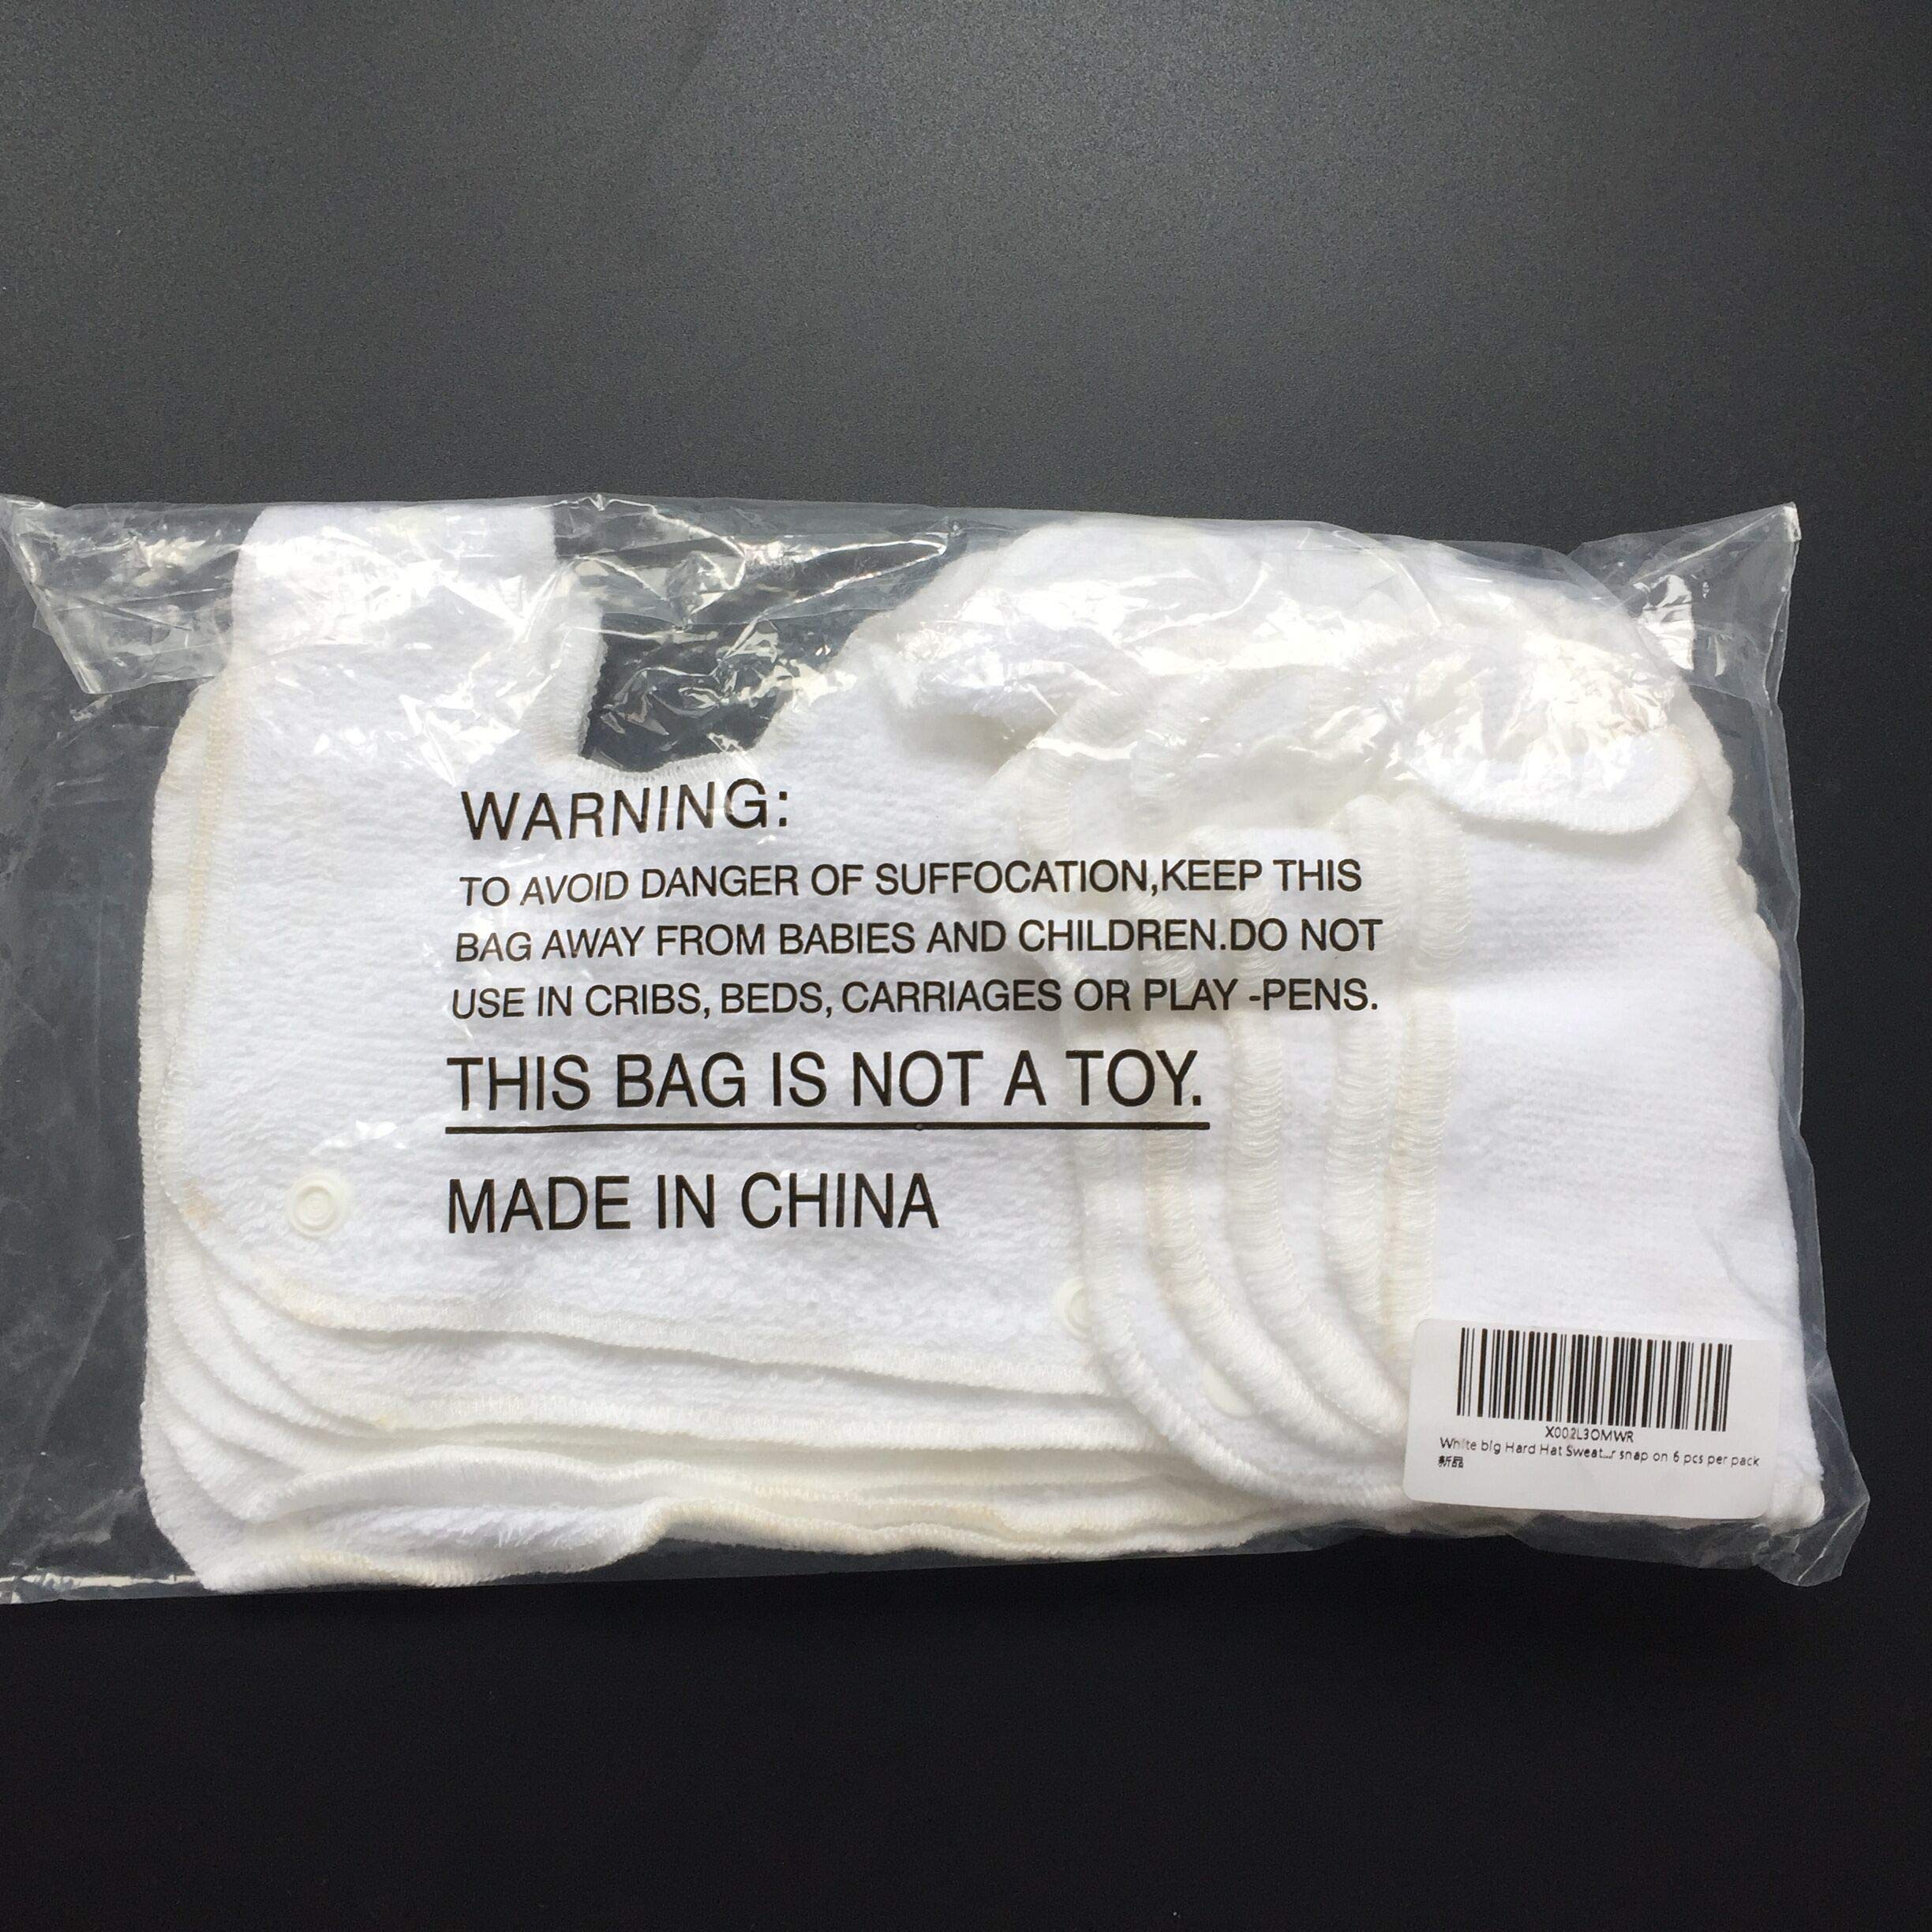 WARNING:
TO AVOID DANGER OF SUFFOCATION,KEEP THIS
BAG AWAY FROM BABIES AND CHILDREN.DO NOT
USE IN CRIBS, BEDS, CARRIAGES OR PLAY -PENS.
THIS BAG IS NOT A TOY.
MADE IN CHINA
X002L3OMWR
White big Hard Hat Sweat...r snap on 6 pcs per pack
新品